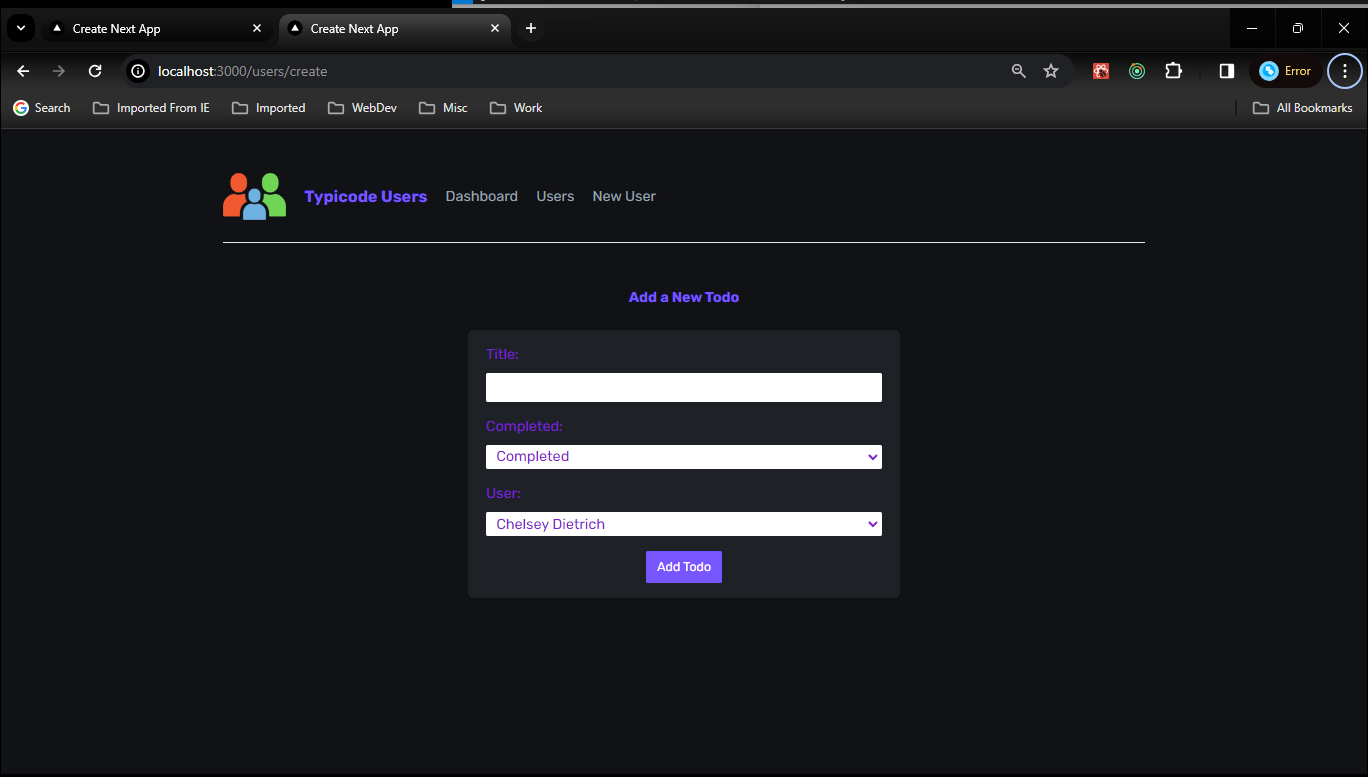 Create Next App
Create Next App
localhost:3000/users/create
Error
Search
Imported From IE
Imported
WebDev
Misc
Work
All Bookmarks
Typicode Users
Dashboard
Users
New User
Add a New Todo
Title:
Completed:
Completed
User:
Chelsey Dietrich
Add Todo